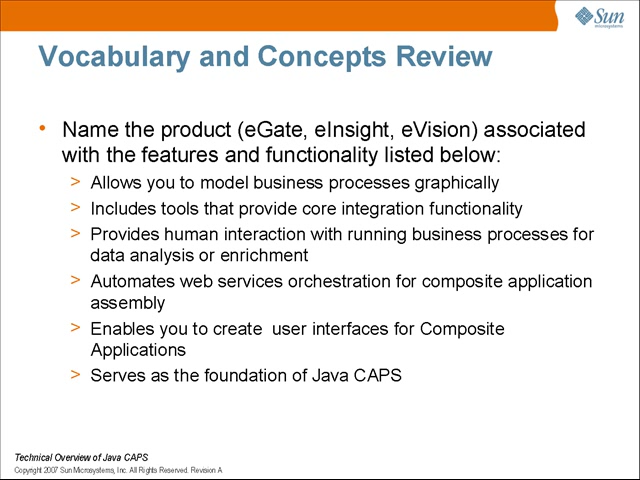 Sun
microsystems
Vocabulary and Concepts Review
• Name the product (eGate, eInsight, eVision) associated
with the features and functionality listed below:
> Allows you to model business processes graphically
> Includes tools that provide core integration functionality
> Provides human interaction with running business processes for
data analysis or enrichment
> Automates web services orchestration for composite application
assembly
> Enables you to create  user interfaces for Composite
Applications
> Serves as the foundation of Java CAPS
Technical Overview of Java CAPS
Copyright 2007 Sun Microsystems, Inc. All Rights Reserved. Revision A